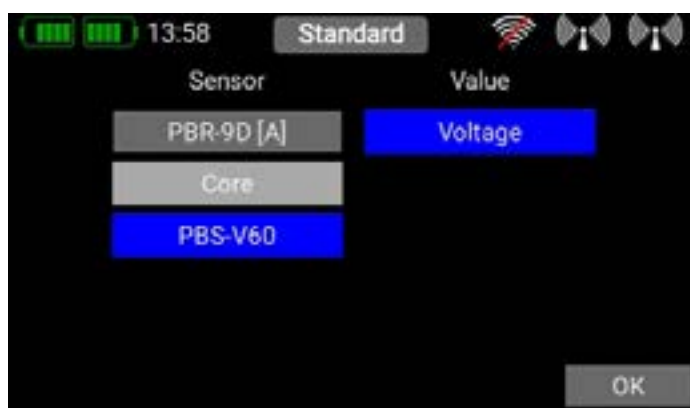 13:58 Standard
Sensor Value
PBR-9D [A] Voltage
Core
PBS-V60
OK